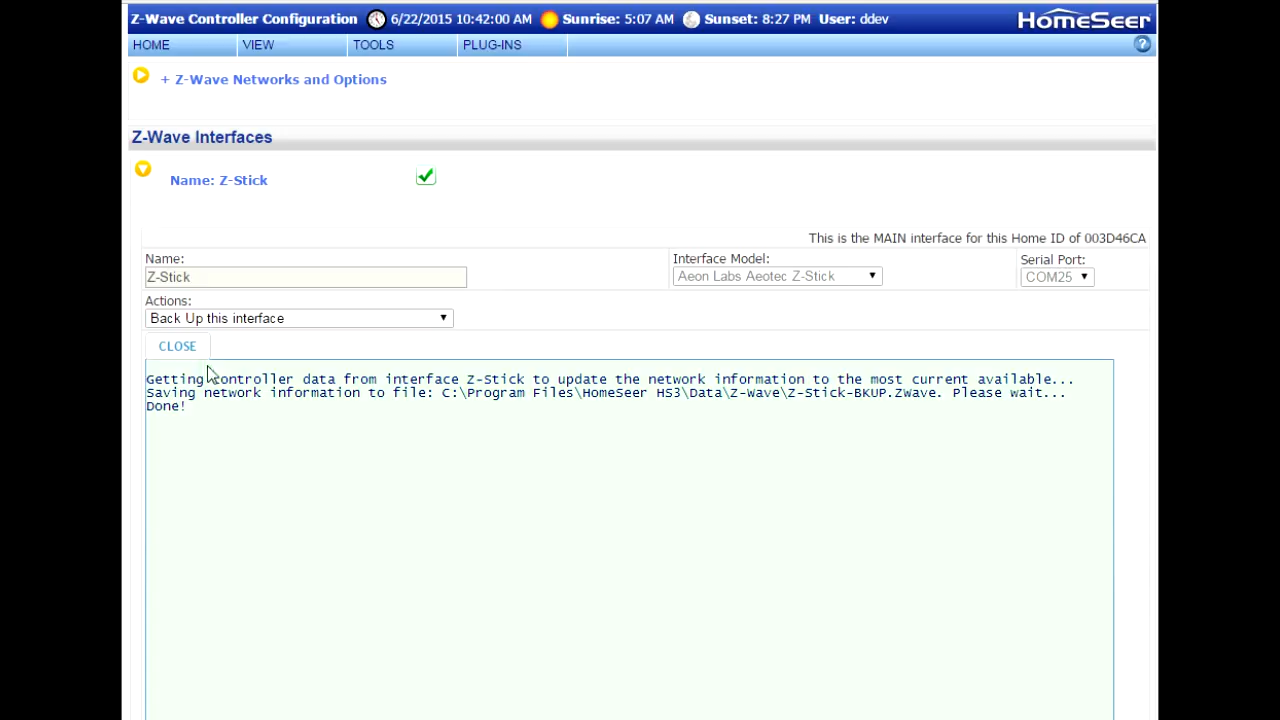 Z-Wave Controller Configuration 6/22/2015 10:42:00 AM Sunrise: 5:07 AM Sunset: 8:27 PM User: ddev HomeSeer
HOME VIEW TOOLS PLUG-INS ?
+ Z-Wave Networks and Options
Z-Wave Interfaces
Name: Z-Stick
This is the MAIN interface for this Home ID of 003D46CA
Name: Interface Model: Serial Port:
Z-Stick Aeon Labs Aeotec Z-Stick COM25
Actions:
Back Up this interface
CLOSE
Getting controller data from interface Z-Stick to update the network information to the most current available...
Saving network information to file: C:\Program Files\HomeSeer HS3\Data\Z-Wave\Z-Stick-BKUP.ZWave. Please wait...
Done!